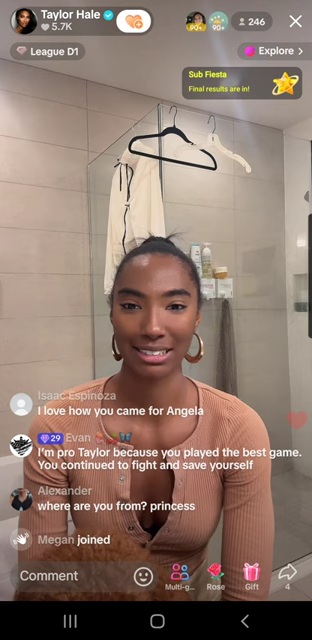 Taylor Hale
5.7K
90+
90+
246
League D1
Explore >
Sub Fiesta
Final results are in!
Isaac Espinoza
I love how you came for Angela
29 Evan
I'm pro Taylor because you played the best game.
You continued to fight and save yourself
Alexander
where are you from? princess
Megan joined
Comment
Multi-g...
Rose
Gift
4